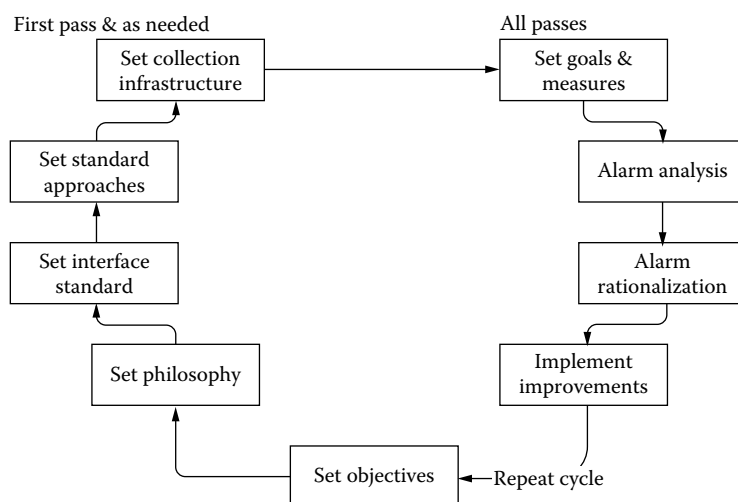 First pass & as needed
All passes
Set collection
infrastructure
Set goals &
measures
Set standard
approaches
Alarm analysis
Set interface
standard
Alarm
rationalization
Set philosophy
Implement
improvements
Set objectives
Repeat cycle